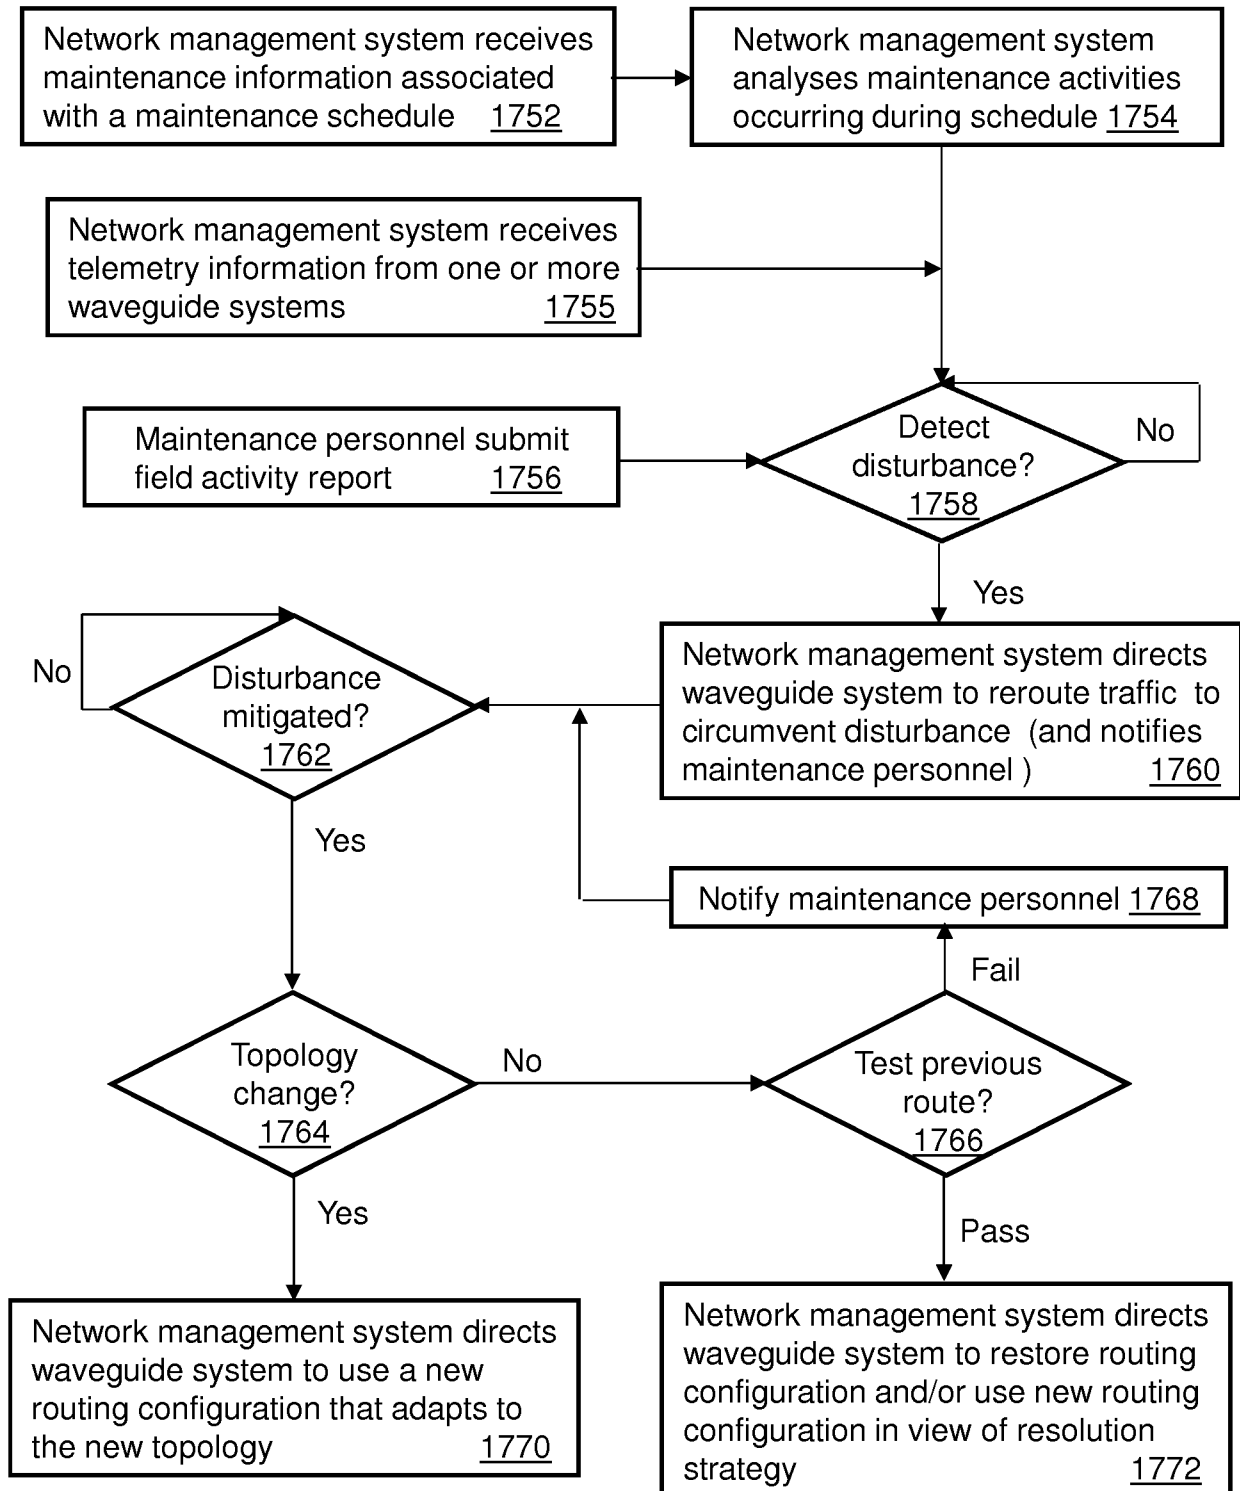 Network management system receives
maintenance information associated
with a maintenance schedule 1752
Network management system
analyses maintenance activities
occurring during schedule 1754
Network management system receives
telemetry information from one or more
waveguide systems 1755
Maintenance personnel submit
field activity report 1756
Detect
disturbance?
1758
No
Yes
Network management system directs
waveguide system to reroute traffic to
circumvent disturbance (and notifies
maintenance personnel ) 1760
No
Disturbance
mitigated?
1762
Yes
Notify maintenance personnel 1768
Fail
Topology
change?
1764
No
Test previous
route?
1766
Yes
Pass
Network management system directs
waveguide system to use a new
routing configuration that adapts to
the new topology 1770
Network management system directs
waveguide system to restore routing
configuration and/or use new routing
configuration in view of resolution
strategy 1772